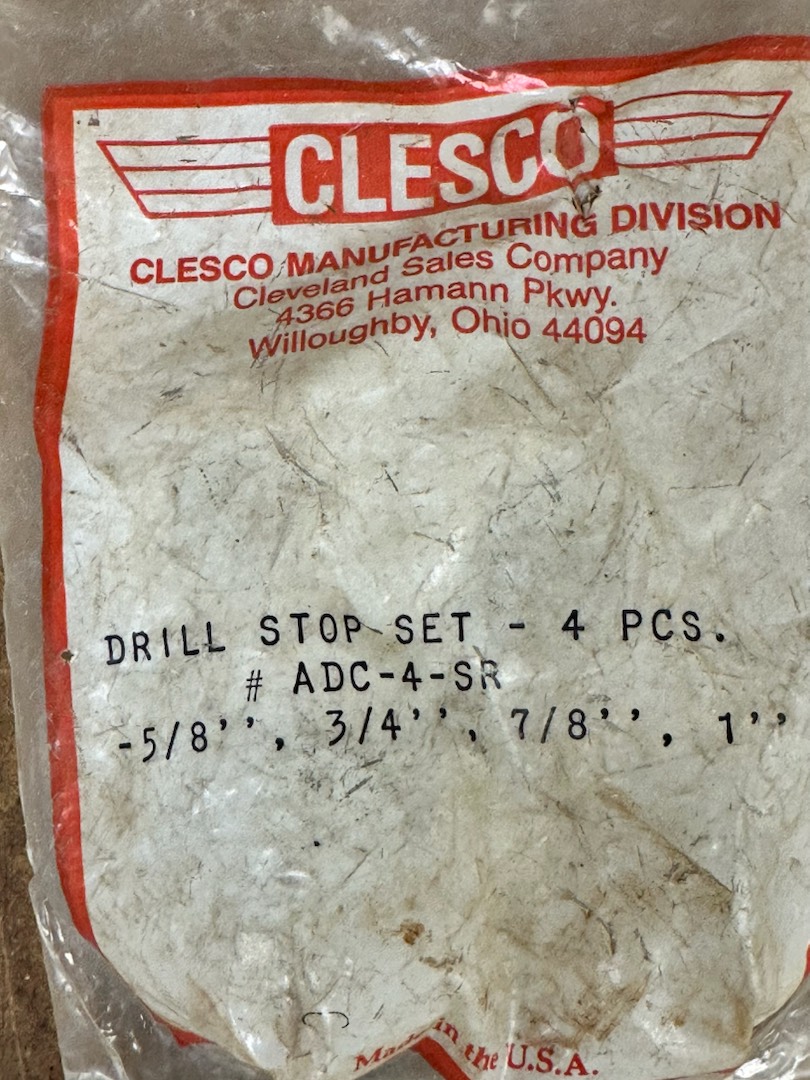 CLESCO
CLESCO MANUFACTURING DIVISION
Cleveland Sales Company
4366 Hamann Pkwy.
Willoughby, Ohio 44094
DRILL STOP SET - 4 PCS.
# ADC-4-SR
-5/8'', 3/4'', 7/8'', 1''
Made in the U.S.A.